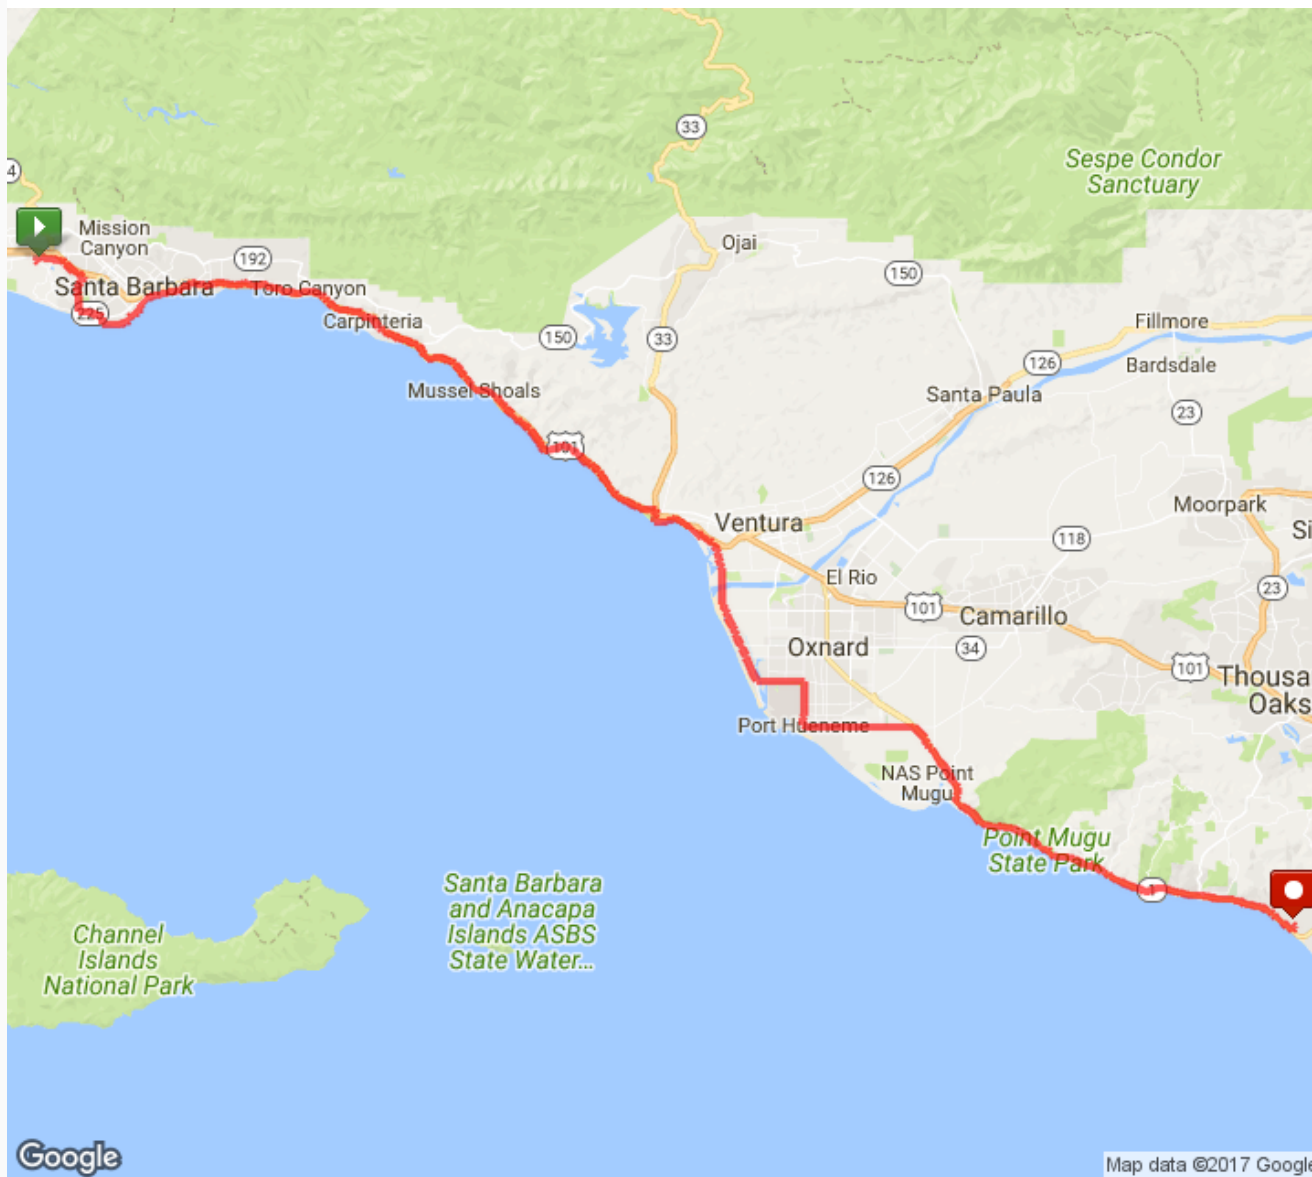 33
Sespe Condor
Sanctuary
4
Mission
Canyon
Ojai
192
150
Santa Barbara
Toro Canyon
225
Carpinteria
150
33
Fillmore
126
Bardsdale
Mussel Shoals
Santa Paula
23
101
126
Moorpark
Ventura
Si
118
El Rio
23
101
Camarillo
Oxnard
34
101
Thousa
Oaks
Port Hueneme
NAS Point
Mugu
Point Mugu
State Park
1
Santa Barbara
and Anacapa
Islands ASBS
State Water...
Channel
Islands
National Park
Google
Map data ©2017 Google